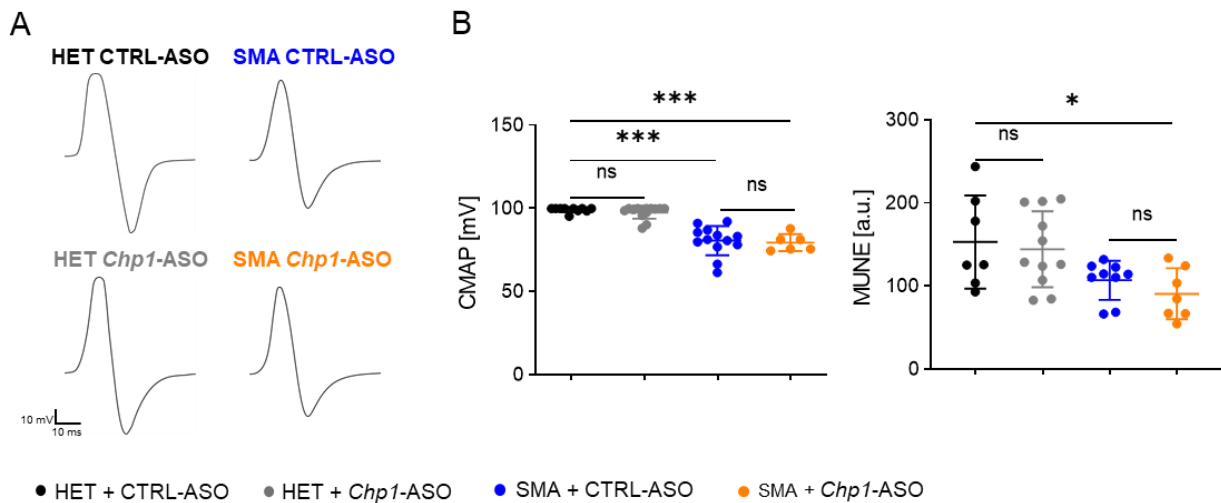 A
HET CTRL-ASO
SMA CTRL-ASO
HET Chp1-ASO
SMA Chp1-ASO
10 mV
10 ms
B
***
***
ns
ns
150
100
50
0
CMAP [mV]
*
ns
ns
300
200
100
0
MUNE [a.u.]
HET + CTRL-ASO
HET + Chp1-ASO
SMA + CTRL-ASO
SMA + Chp1-ASO